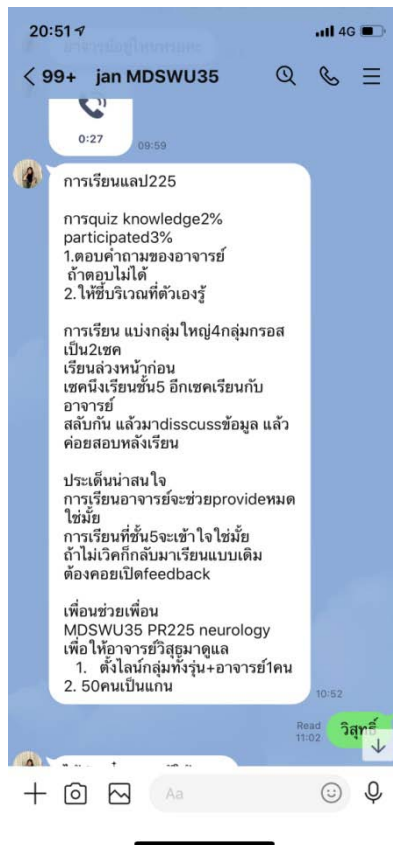 20:51
4G
99+ jan MDSWU35
0:27
09:59
การเรียนแลป225
การquiz knowledge2%
participated3%
1.ตอบคำถามของอาจารย์
ถ้าตอบไม่ได้
2.ให้ชี้บริเวณที่ตัวเองรู้
การเรียน แบ่งกลุ่มใหญ่4กลุ่มกรอส
เป็น2เซค
เรียนล่วงหน้าก่อน
เซคนึงเรียนชั้น5 อีกเซคเรียนกับ
อาจารย์
สลับกัน แล้วมาdisscussข้อมูล แล้ว
ค่อยสอบหลังเรียน
ประเด็นน่าสนใจ
การเรียนอาจารย์จะช่วยprovideหมด
ใช่มั้ย
การเรียนที่ชั้น5จะเข้าใจใช่มั้ย
ถ้าไม่เวิคก็กลับมาเรียนแบบเดิม
ต้องคอยเปิดfeedback
เพื่อนช่วยเพื่อน
MDSWU35 PR225 neurology
เพื่อให้อาจารย์วิสุธมาดูแล
1. ตั้งไลน์กลุ่มทั้งรุ่น+อาจารย์1คน
2. 50คนเป็นแกน
10:52
Read
11:02
วิสุทธิ์
Aa